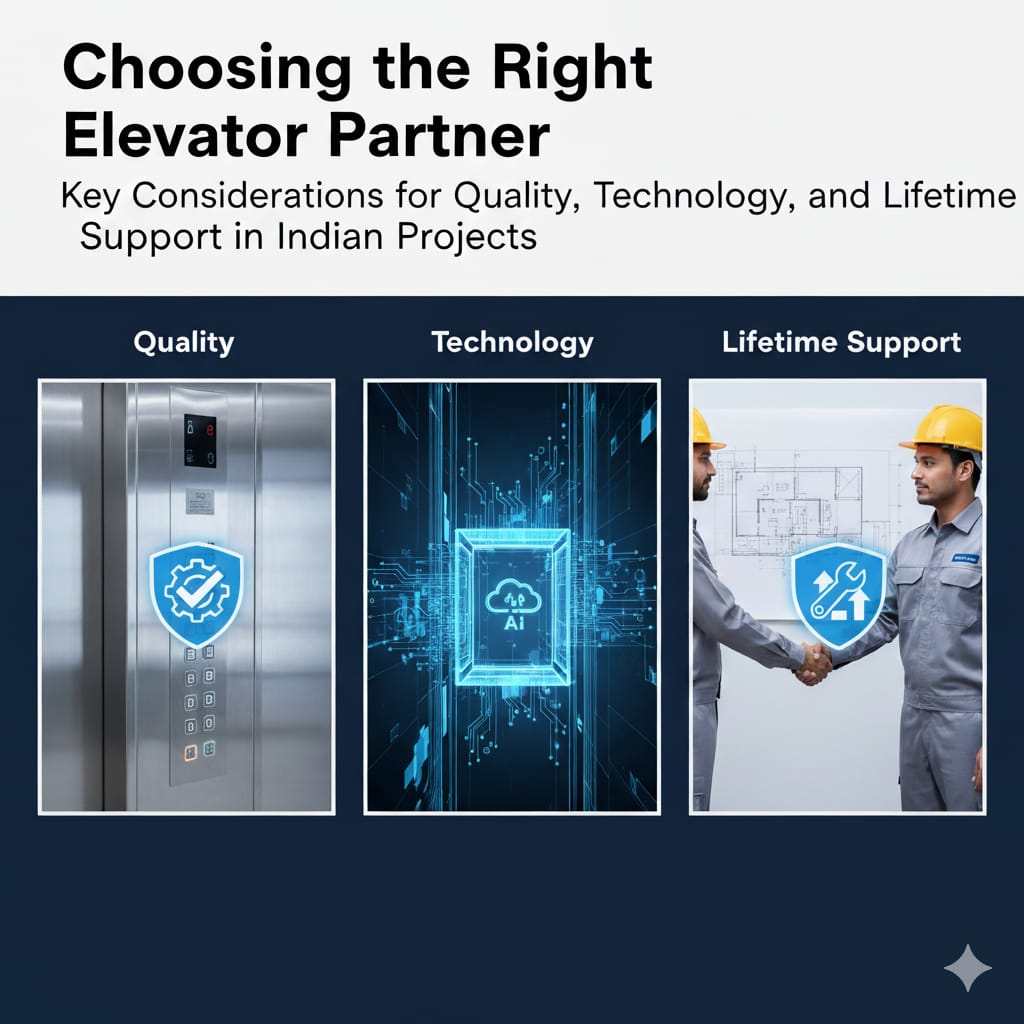 Choosing the Right
Elevator Partner
Key Considerations for Quality, Technology, and Lifetime
Support in Indian Projects
Quality
Technology
Lifetime Support
Ai